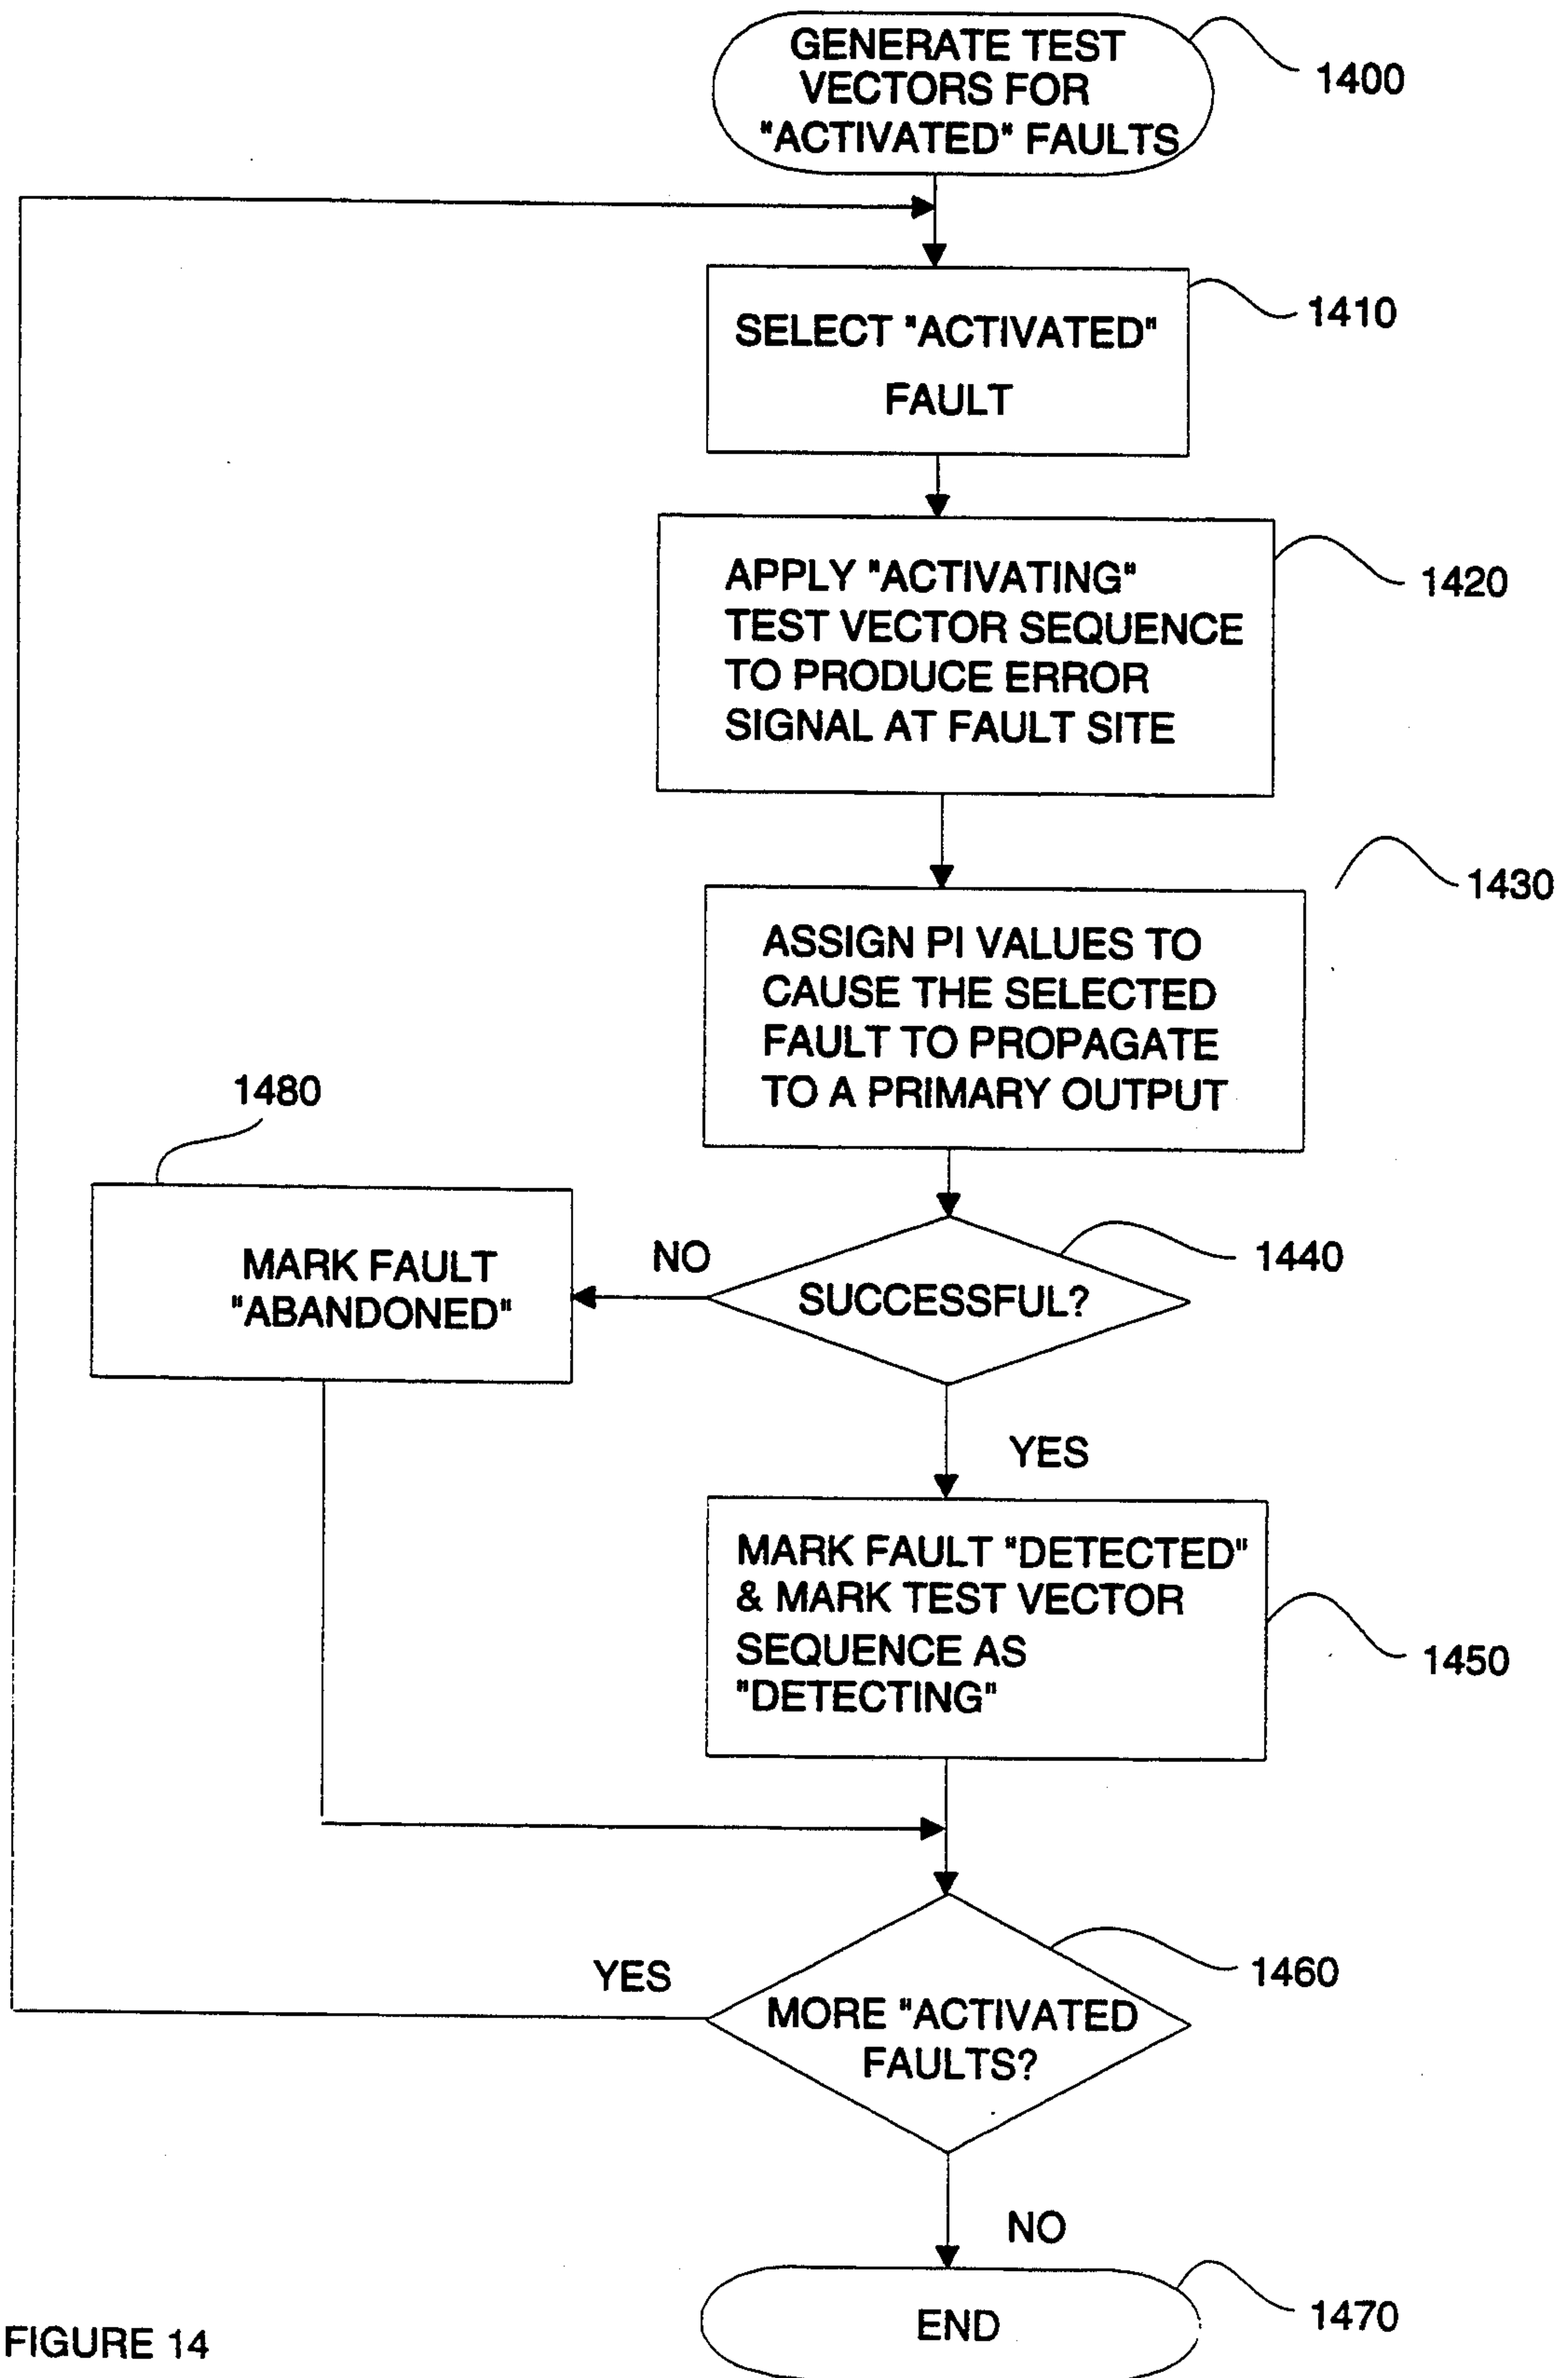 GENERATE TEST
VECTORS FOR
"ACTIVATED" FAULTS
1400
SELECT "ACTIVATED"
FAULT
1410
APPLY "ACTIVATING"
TEST VECTOR SEQUENCE
TO PRODUCE ERROR
SIGNAL AT FAULT SITE
1420
ASSIGN PI VALUES TO
CAUSE THE SELECTED
FAULT TO PROPAGATE
TO A PRIMARY OUTPUT
1430
1480
MARK FAULT
"ABANDONED"
NO
SUCCESSFUL?
1440
YES
MARK FAULT "DETECTED"
& MARK TEST VECTOR
SEQUENCE AS
"DETECTING"
1450
YES
MORE "ACTIVATED
FAULTS?
1460
NO
END
1470
FIGURE 14